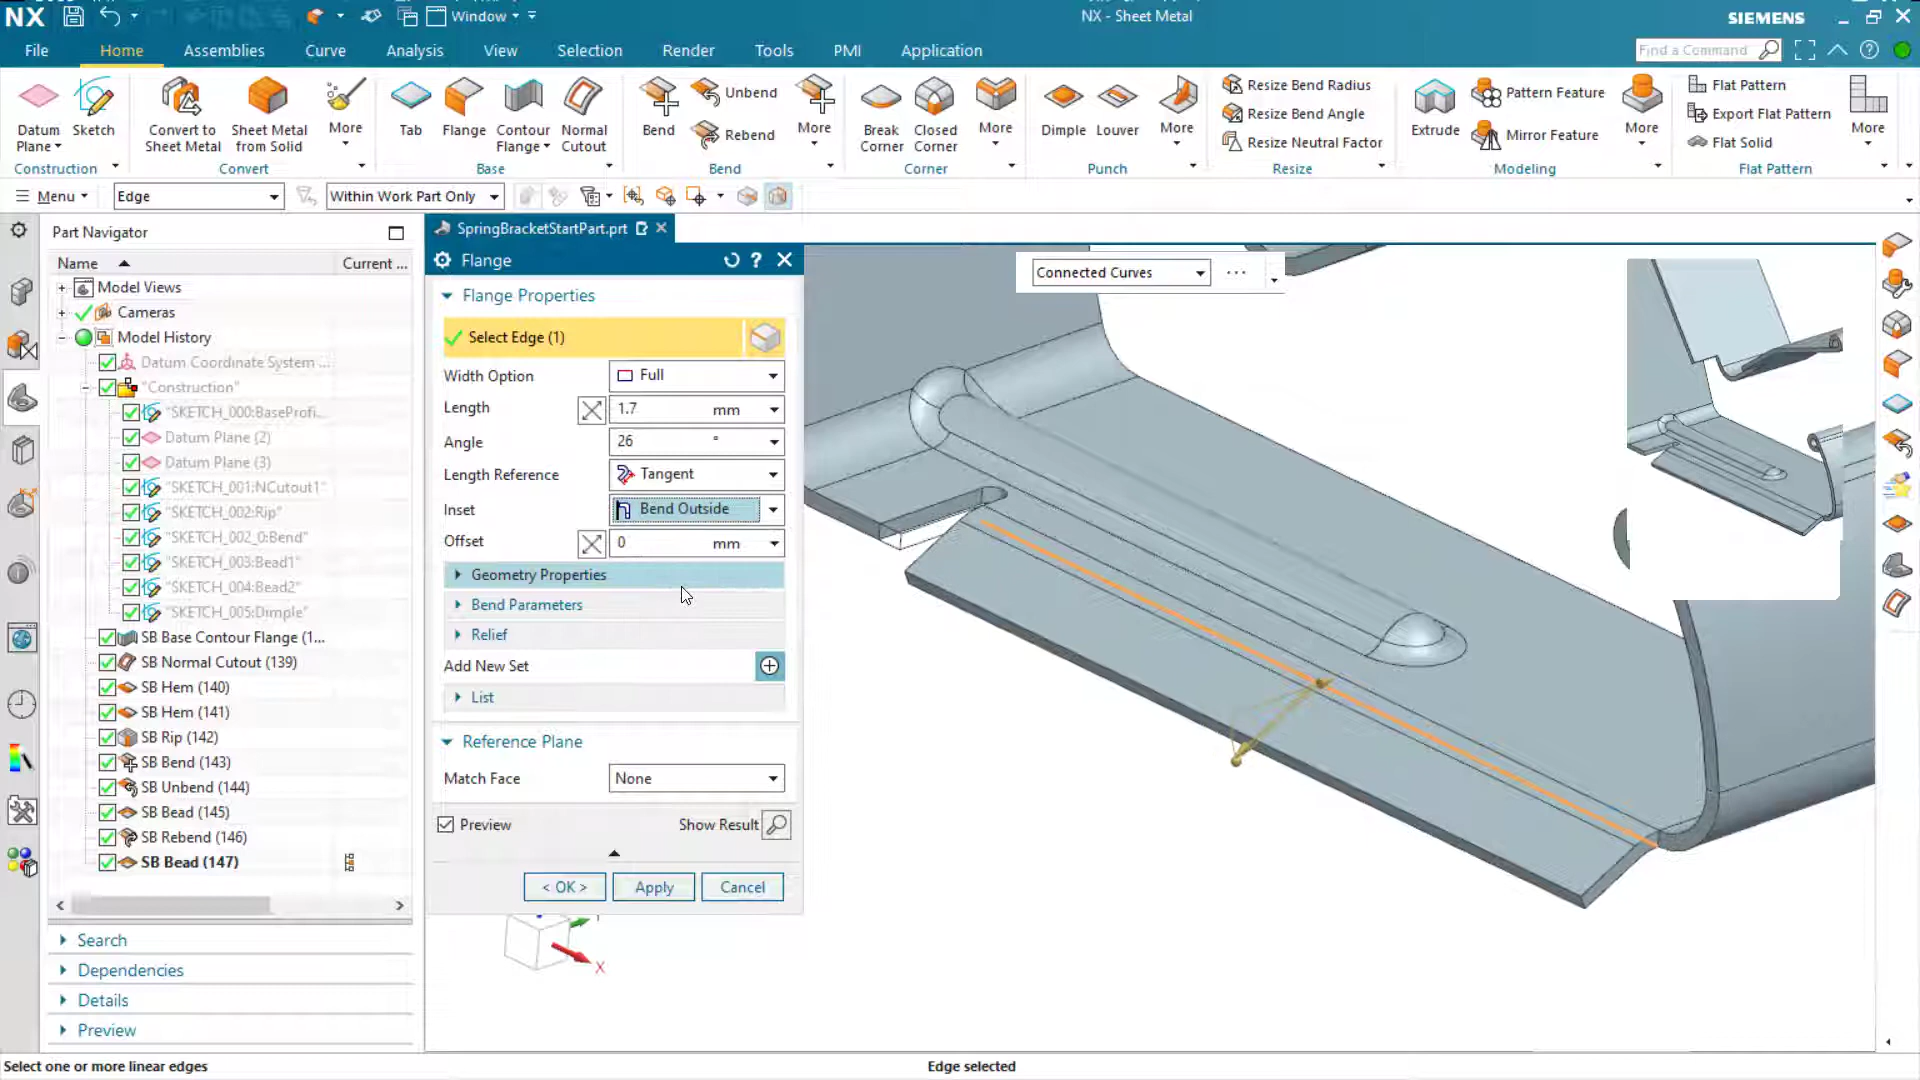 NX
Window
NX - Sheet Metal
SIEMENS
File
Home
Assemblies
Curve
Analysis
View
Selection
Render
Tools
PMI
Application
Find a Command
Datum Plane
Sketch
Convert to Sheet Metal
Sheet Metal from Solid
More
Tab
Flange
Contour Flange
Normal Cutout
Bend
Unbend
Rebend
More
Break Corner
Closed Corner
More
Dimple
Louver
More
Resize Bend Radius
Resize Bend Angle
Resize Neutral Factor
Extrude
Pattern Feature
Mirror Feature
More
Flat Pattern
Export Flat Pattern
Flat Solid
More
Construction
Convert
Base
Bend
Corner
Punch
Resize
Modeling
Flat Pattern
Menu
Edge
Within Work Part Only
Part Navigator
Name
Current ...
Model Views
Cameras
Model History
Datum Coordinate System ...
"Construction"
"SKETCH_000:BaseProfi...
Datum Plane (2)
Datum Plane (3)
"SKETCH_001:NCutout1"
"SKETCH_002:Rip"
"SKETCH_002_0:Bend"
"SKETCH_003:Bead1"
"SKETCH_004:Bead2"
"SKETCH_005:Dimple"
SB Base Contour Flange (1...
SB Normal Cutout (139)
SB Hem (140)
SB Hem (141)
SB Rip (142)
SB Bend (143)
SB Unbend (144)
SB Bead (145)
SB Rebend (146)
SB Bead (147)
Search
Dependencies
Details
Preview
SpringBracketStartPart.prt
Flange
Flange Properties
Select Edge (1)
Width Option
Full
Length
1.7 mm
Angle
26 °
Length Reference
Tangent
Inset
Bend Outside
Offset
0 mm
Geometry Properties
Bend Parameters
Relief
Add New Set
List
Reference Plane
Match Face
None
Preview
Show Result
< OK >
Apply
Cancel
Connected Curves
X
Select one or more linear edges
Edge selected